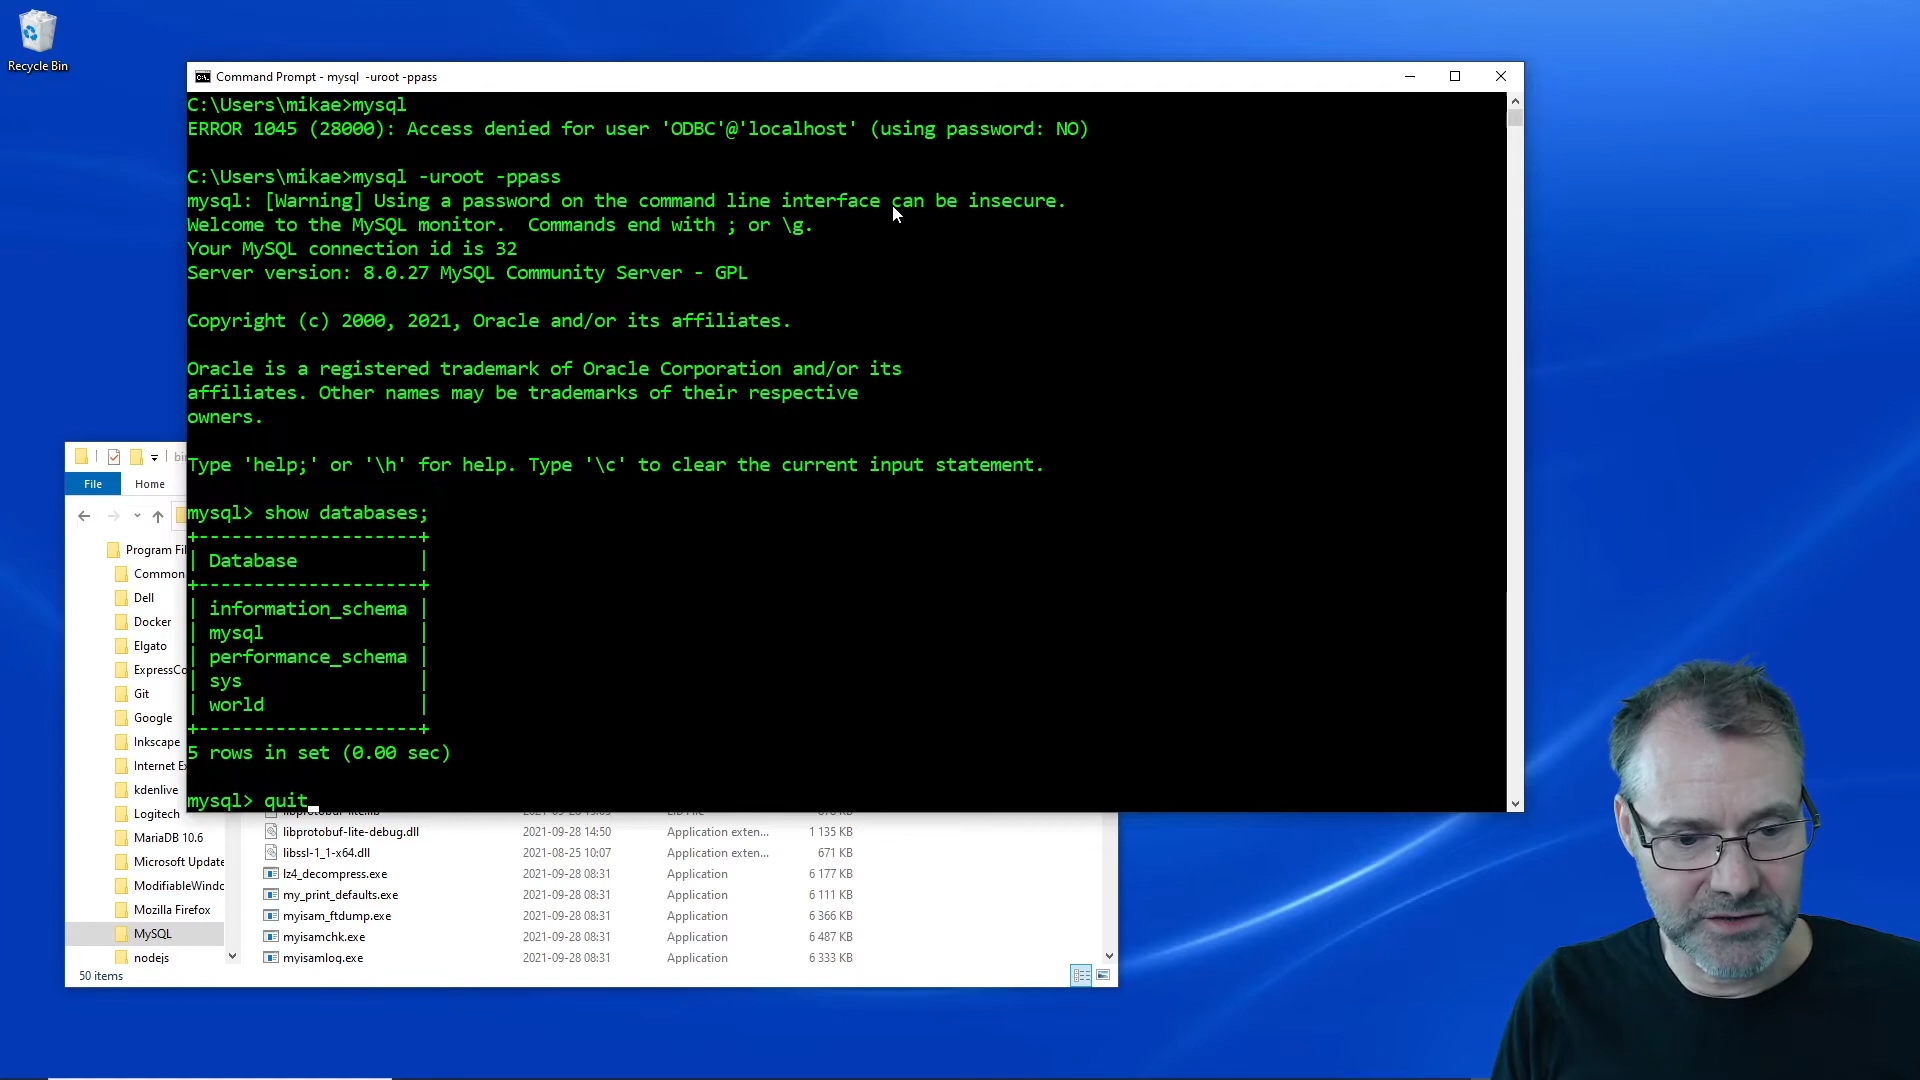 Recycle Bin
Command Prompt - mysql -uroot -ppass
C:\Users\mikae>mysql
ERROR 1045 (28000): Access denied for user 'ODBC'@'localhost' (using password: NO)
C:\Users\mikae>mysql -uroot -ppass
mysql: [Warning] Using a password on the command line interface can be insecure.
Welcome to the MySQL monitor.  Commands end with ; or \g.
Your MySQL connection id is 32
Server version: 8.0.27 MySQL Community Server - GPL
Copyright (c) 2000, 2021, Oracle and/or its affiliates.
Oracle is a registered trademark of Oracle Corporation and/or its
affiliates. Other names may be trademarks of their respective
owners.
Type 'help;' or '\h' for help. Type '\c' to clear the current input statement.
mysql> show databases;
+--------------------+
| Database           |
+--------------------+
| information_schema |
| mysql              |
| performance_schema |
| sys                |
| world              |
+--------------------+
5 rows in set (0.00 sec)
mysql> quit
File Home
Program Fil
Common
Dell
Docker
Elgato
ExpressCo
Git
Google
Inkscape
Internet Ex
kdenlive
Logitech
MariaDB 10.6
Microsoft Update
ModifiableWindo
Mozilla Firefox
MySQL
nodejs
libprotobuf-lite-debug.dll 2021-09-28 14:50 Application exten... 1 135 KB
libssl-1_1-x64.dll 2021-08-25 10:07 Application exten... 671 KB
lz4_decompress.exe 2021-09-28 08:31 Application 6 177 KB
my_print_defaults.exe 2021-09-28 08:31 Application 6 111 KB
myisam_ftdump.exe 2021-09-28 08:31 Application 6 366 KB
myisamchk.exe 2021-09-28 08:31 Application 6 487 KB
myisamlog.exe 2021-09-28 08:31 Application 6 333 KB
50 items